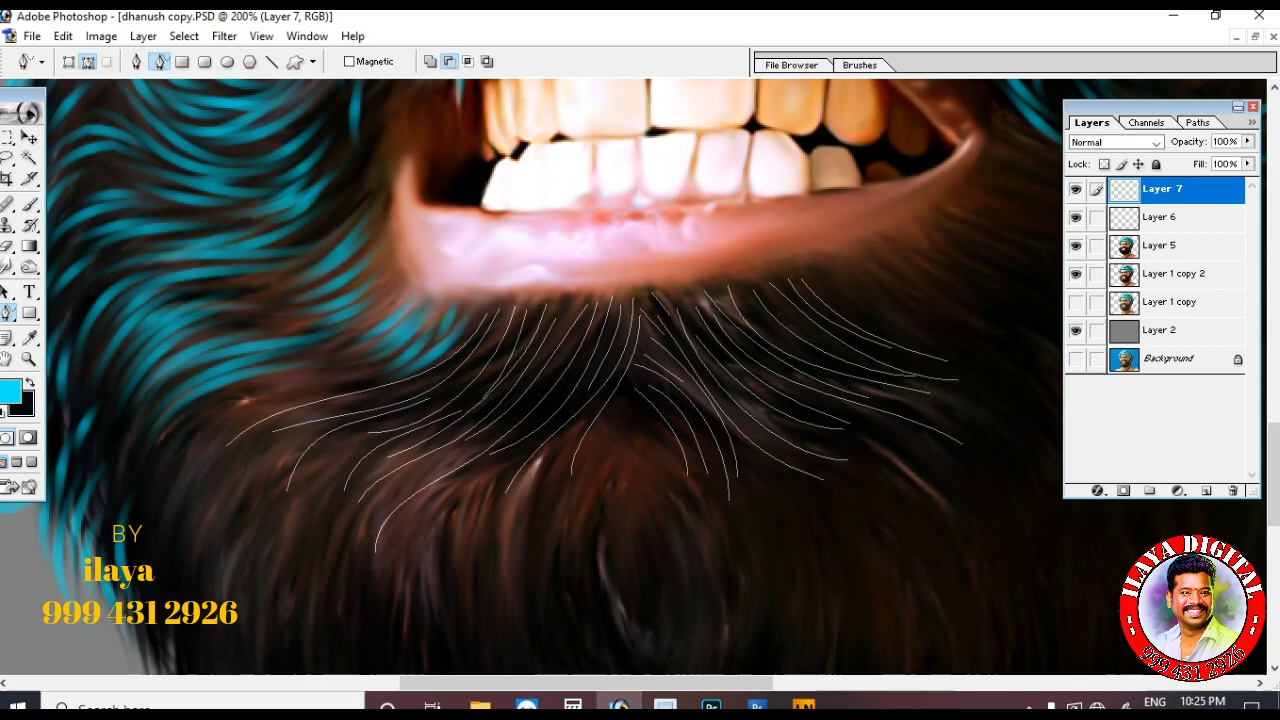 Adobe Photoshop - [dhanush copy.PSD @ 200% (Layer 7, RGB)]
File Edit Image Layer Select Filter View Window Help
Magnetic
File Browser Brushes
Layers Channels Paths
Normal Opacity: 100%
Lock: Fill: 100%
Layer 7
Layer 6
Layer 5
Layer 1 copy 2
Layer 1 copy
Layer 2
Background
T
BY
ilaya
999 431 2926
ILAYA DIGITAL
999 431 2926
ENG 10:25 PM